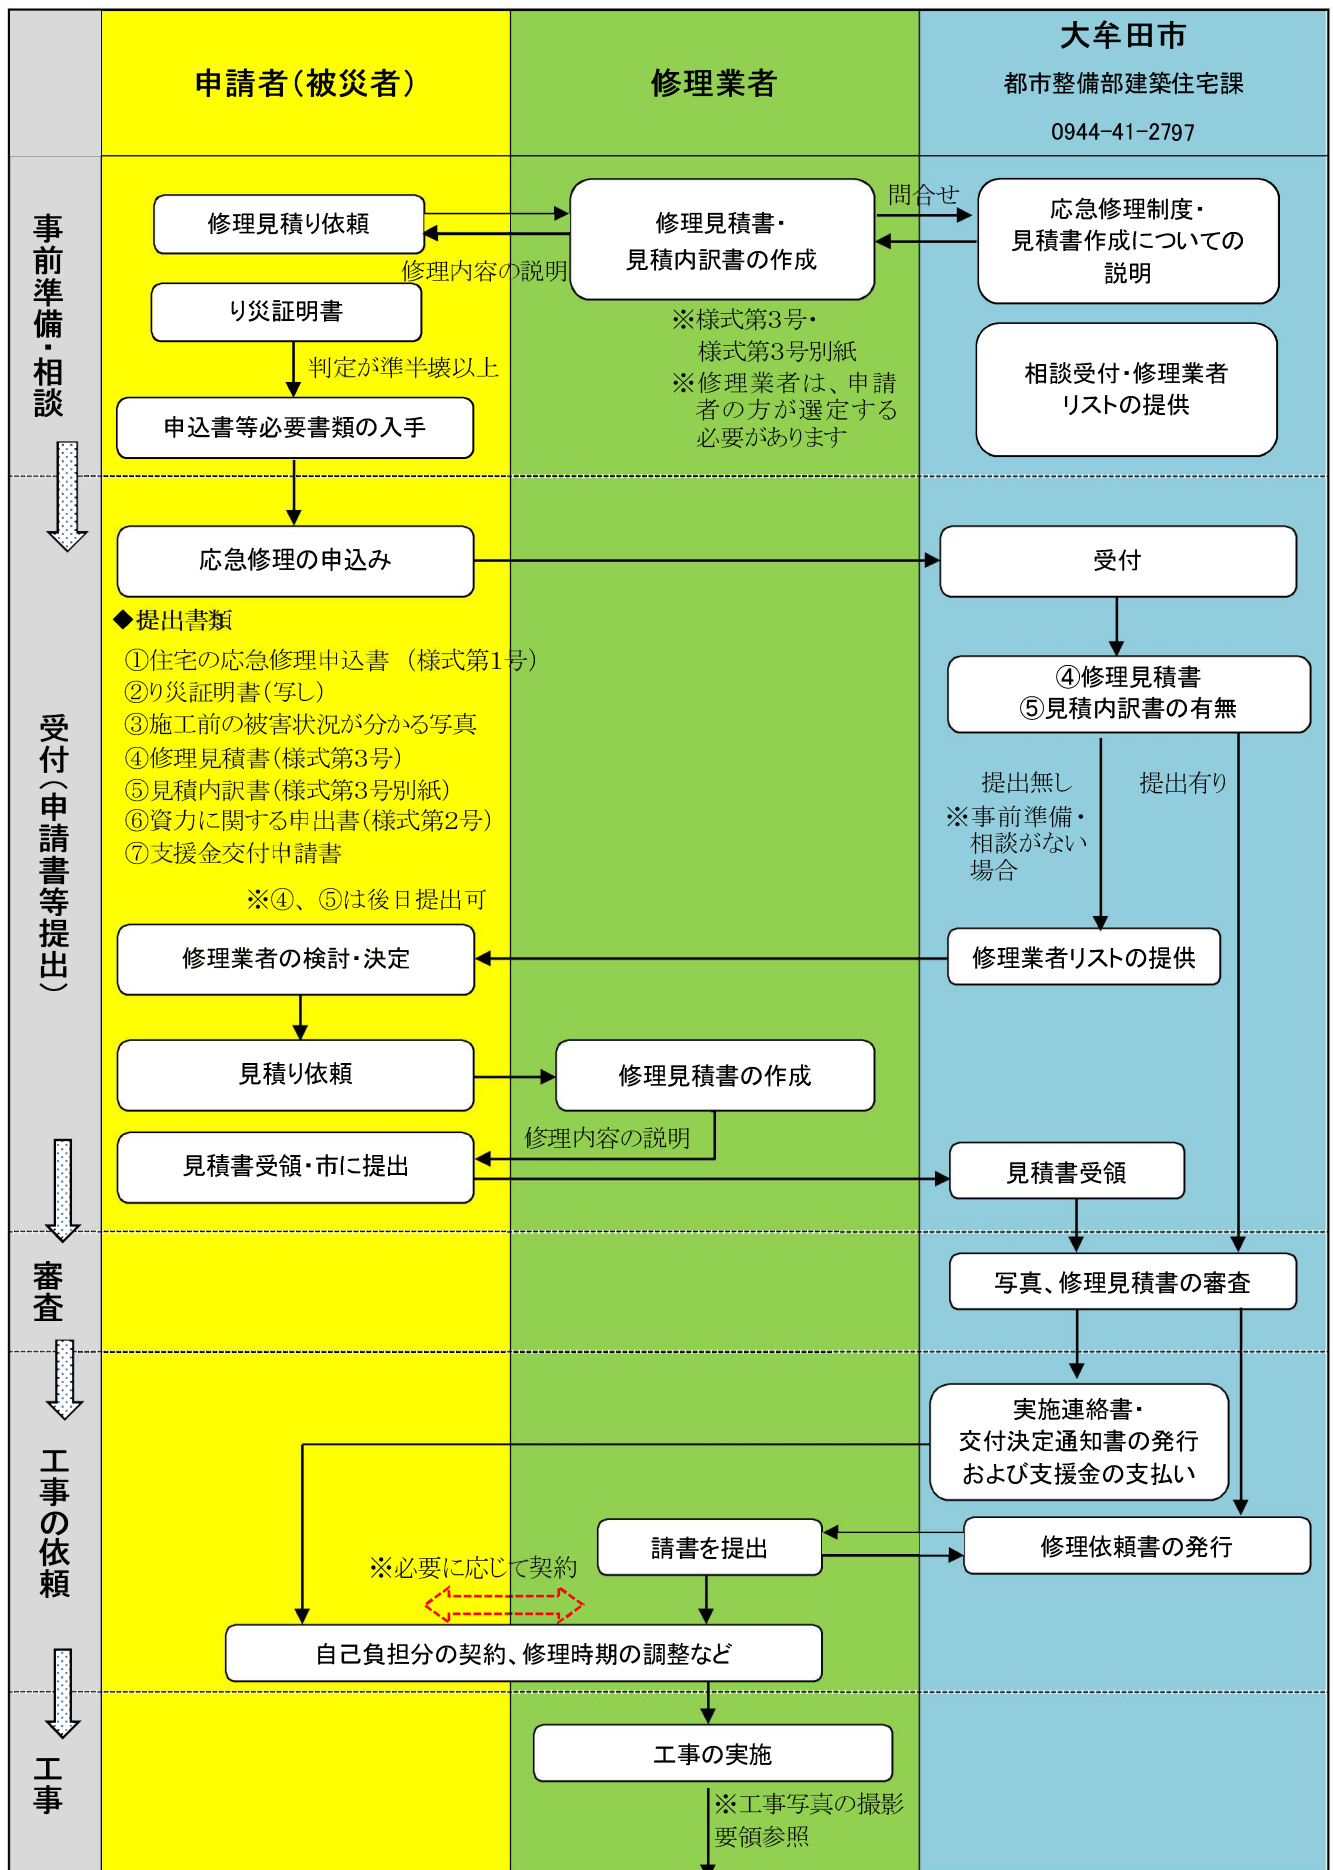 申請者（被災者）
修理業者
大牟田市
都市整備部建築住宅課
0944-41-2797
事前準備・相談
修理見積り依頼
修理見積書・
見積内訳書の作成
問合せ
応急修理制度・
見積書作成についての
説明
修理内容の説明
り災証明書
判定が準半壊以上
申込書等必要書類の入手
※様式第3号・
様式第3号別紙
※修理業者は、申請
者の方が選定する
必要があります
相談受付・修理業者
リストの提供
受付（申請書等提出）
応急修理の申込み
受付
◆提出書類
①住宅の応急修理申込書（様式第1号）
②り災証明書（写し）
③施工前の被害状況が分かる写真
④修理見積書（様式第3号）
⑤見積内訳書（様式第3号別紙）
⑥資力に関する申出書（様式第2号）
⑦支援金交付申請書
※④、⑤は後日提出可
④修理見積書
⑤見積内訳書の有無
提出無し
※事前準備・
相談がない
場合
提出有り
修理業者の検討・決定
修理業者リストの提供
見積り依頼
修理見積書の作成
修理内容の説明
見積書受領・市に提出
見積書受領
審査
写真、修理見積書の審査
工事の依頼
実施連絡書・
交付決定通知書の発行
および支援金の支払い
請書を提出
修理依頼書の発行
※必要に応じて契約
自己負担分の契約、修理時期の調整など
工事
工事の実施
※工事写真の撮影
要領参照